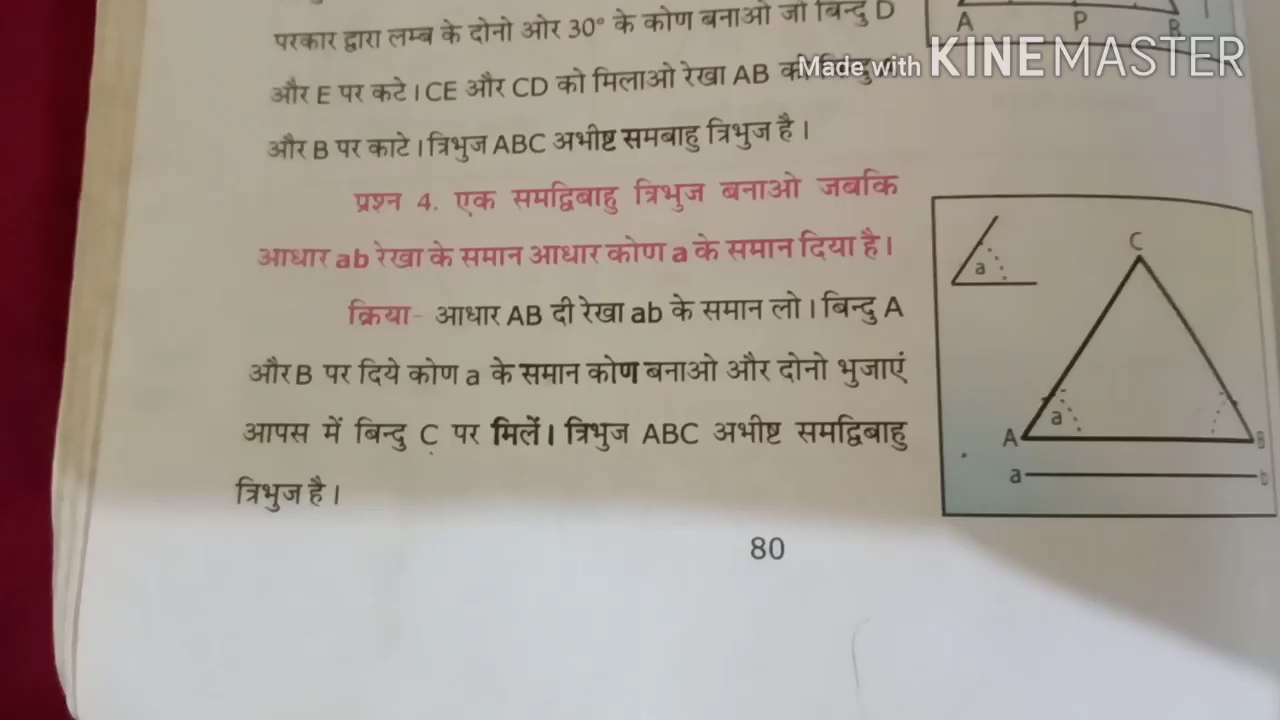 परकार द्वारा लम्ब के दोनो ओर 30° के कोण बनाओ जो बिन्दु D
A P B
Made with KINEMASTER
और E पर कटे। CE और CD को मिलाओ रेखा AB को
और B पर काटे। त्रिभुज ABC अभीष्ट समबाहु त्रिभुज है।
प्रश्न 4. एक समद्विबाहु त्रिभुज बनाओ जबकि
आधार ab रेखा के समान आधार कोण a के समान दिया है।
क्रिया- आधार AB दी रेखा ab के समान लो। बिन्दु A
और B पर दिये कोण a के समान कोण बनाओ और दोनो भुजाएं
आपस में बिन्दु C पर मिलें। त्रिभुज ABC अभीष्ट समद्विबाहु
त्रिभुज है।
a
C
a
A B
a b
80